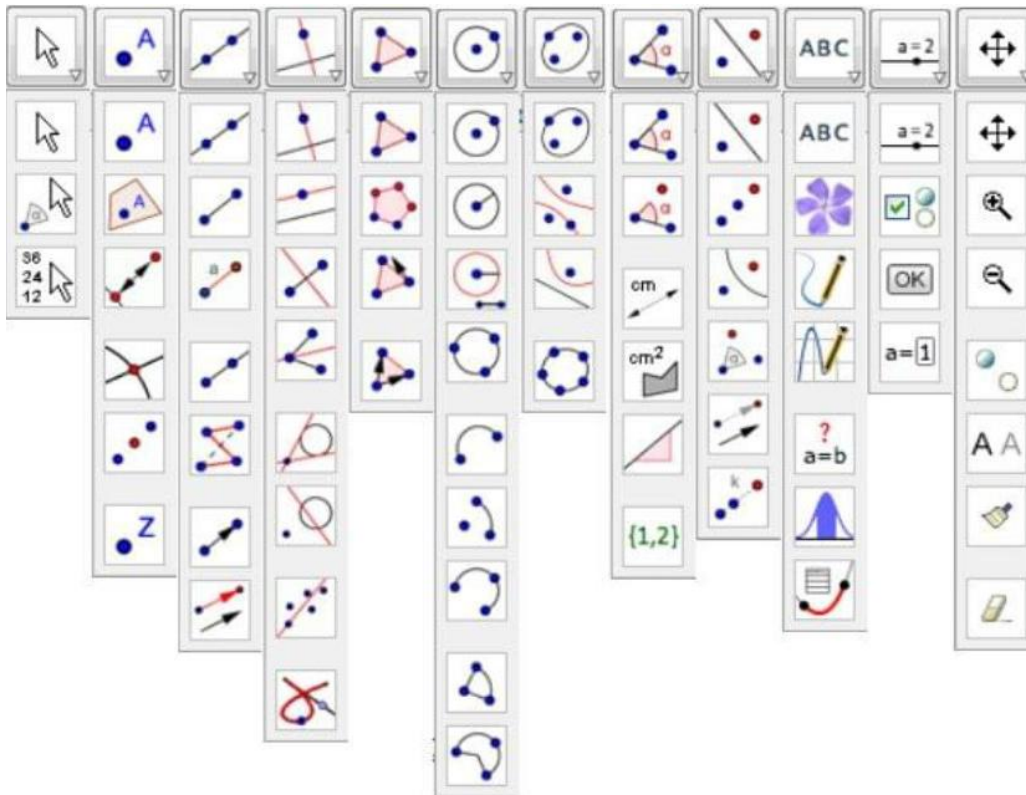 A
α
ABC
a=2
A
α
ABC
a=2
A
α
α
36
24
12
a
cm
OK
cm²
α
a=1
?
a=b
A A
k
Z
{1,2}